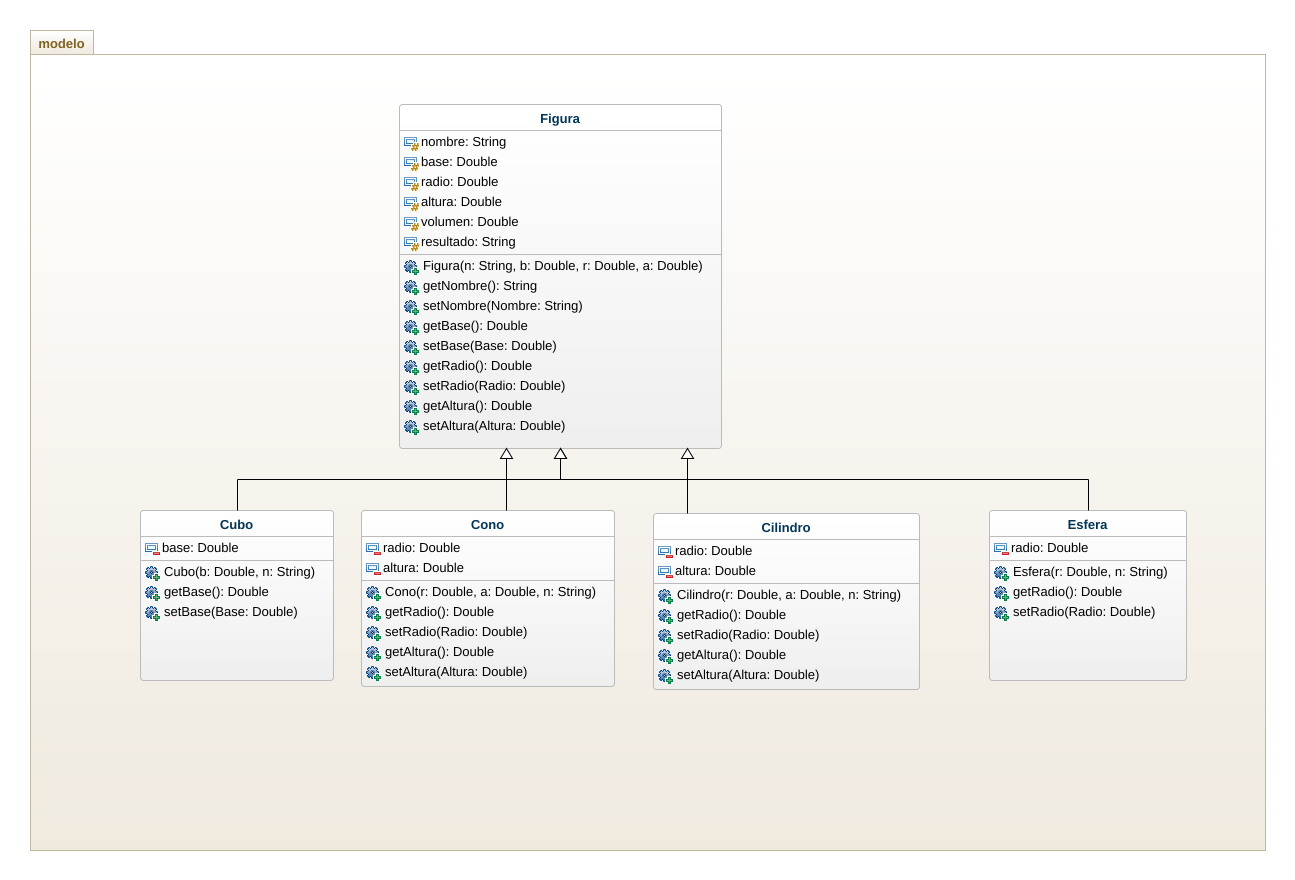 modelo
Figura
nombre: String
base: Double
radio: Double
altura: Double
volumen: Double
resultado: String
Figura(n: String, b: Double, r: Double, a: Double)
getNombre(): String
setNombre(Nombre: String)
getBase(): Double
setBase(Base: Double)
getRadio(): Double
setRadio(Radio: Double)
getAltura(): Double
setAltura(Altura: Double)
Cubo
base: Double
Cubo(b: Double, n: String)
getBase(): Double
setBase(Base: Double)
Cono
radio: Double
altura: Double
Cono(r: Double, a: Double, n: String)
getRadio(): Double
setRadio(Radio: Double)
getAltura(): Double
setAltura(Altura: Double)
Cilindro
radio: Double
altura: Double
Cilindro(r: Double, a: Double, n: String)
getRadio(): Double
setRadio(Radio: Double)
getAltura(): Double
setAltura(Altura: Double)
Esfera
radio: Double
Esfera(r: Double, n: String)
getRadio(): Double
setRadio(Radio: Double)